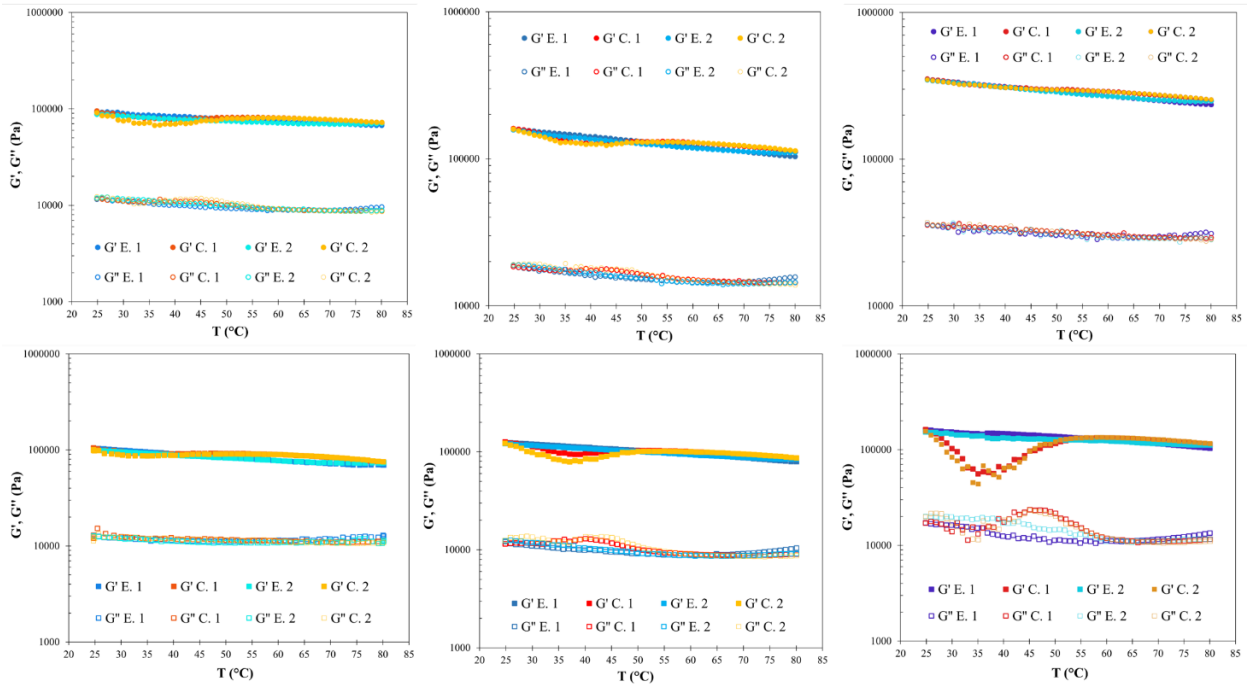 1000000
100000
10000
1000
G', G'' (Pa)
G' E. 1 G' C. 1 G' E. 2 G' C. 2
G'' E. 1 G'' C. 1 G'' E. 2 G'' C. 2
20 25 30 35 40 45 50 55 60 65 70 75 80 85
T (°C)
1000000
G' E. 1 G' C. 1 G' E. 2 G' C. 2
G'' E. 1 G'' C. 1 G'' E. 2 G'' C. 2
100000
10000
G', G'' (Pa)
20 25 30 35 40 45 50 55 60 65 70 75 80 85
T (°C)
1000000
G' E. 1 G' C. 1 G' E. 2 G' C. 2
G'' E. 1 G'' C. 1 G'' E. 2 G'' C. 2
100000
10000
G', G'' (Pa)
20 25 30 35 40 45 50 55 60 65 70 75 80 85
T (°C)
1000000
100000
10000
1000
G', G'' (Pa)
G' E. 1 G' C. 1 G' E. 2 G' C. 2
G'' E. 1 G'' C. 1 G'' E. 2 G'' C. 2
20 25 30 35 40 45 50 55 60 65 70 75 80 85
T (°C)
1000000
100000
10000
1000
G', G'' (Pa)
G' E. 1 G' C. 1 G' E. 2 G' C. 2
G'' E. 1 G'' C. 1 G'' E. 2 G'' C. 2
20 25 30 35 40 45 50 55 60 65 70 75 80 85
T (°C)
1000000
100000
10000
1000
G', G'' (Pa)
G' E. 1 G' C. 1 G' E. 2 G' C. 2
G'' E. 1 G'' C. 1 G'' E. 2 G'' C. 2
20 25 30 35 40 45 50 55 60 65 70 75 80 85
T (°C)